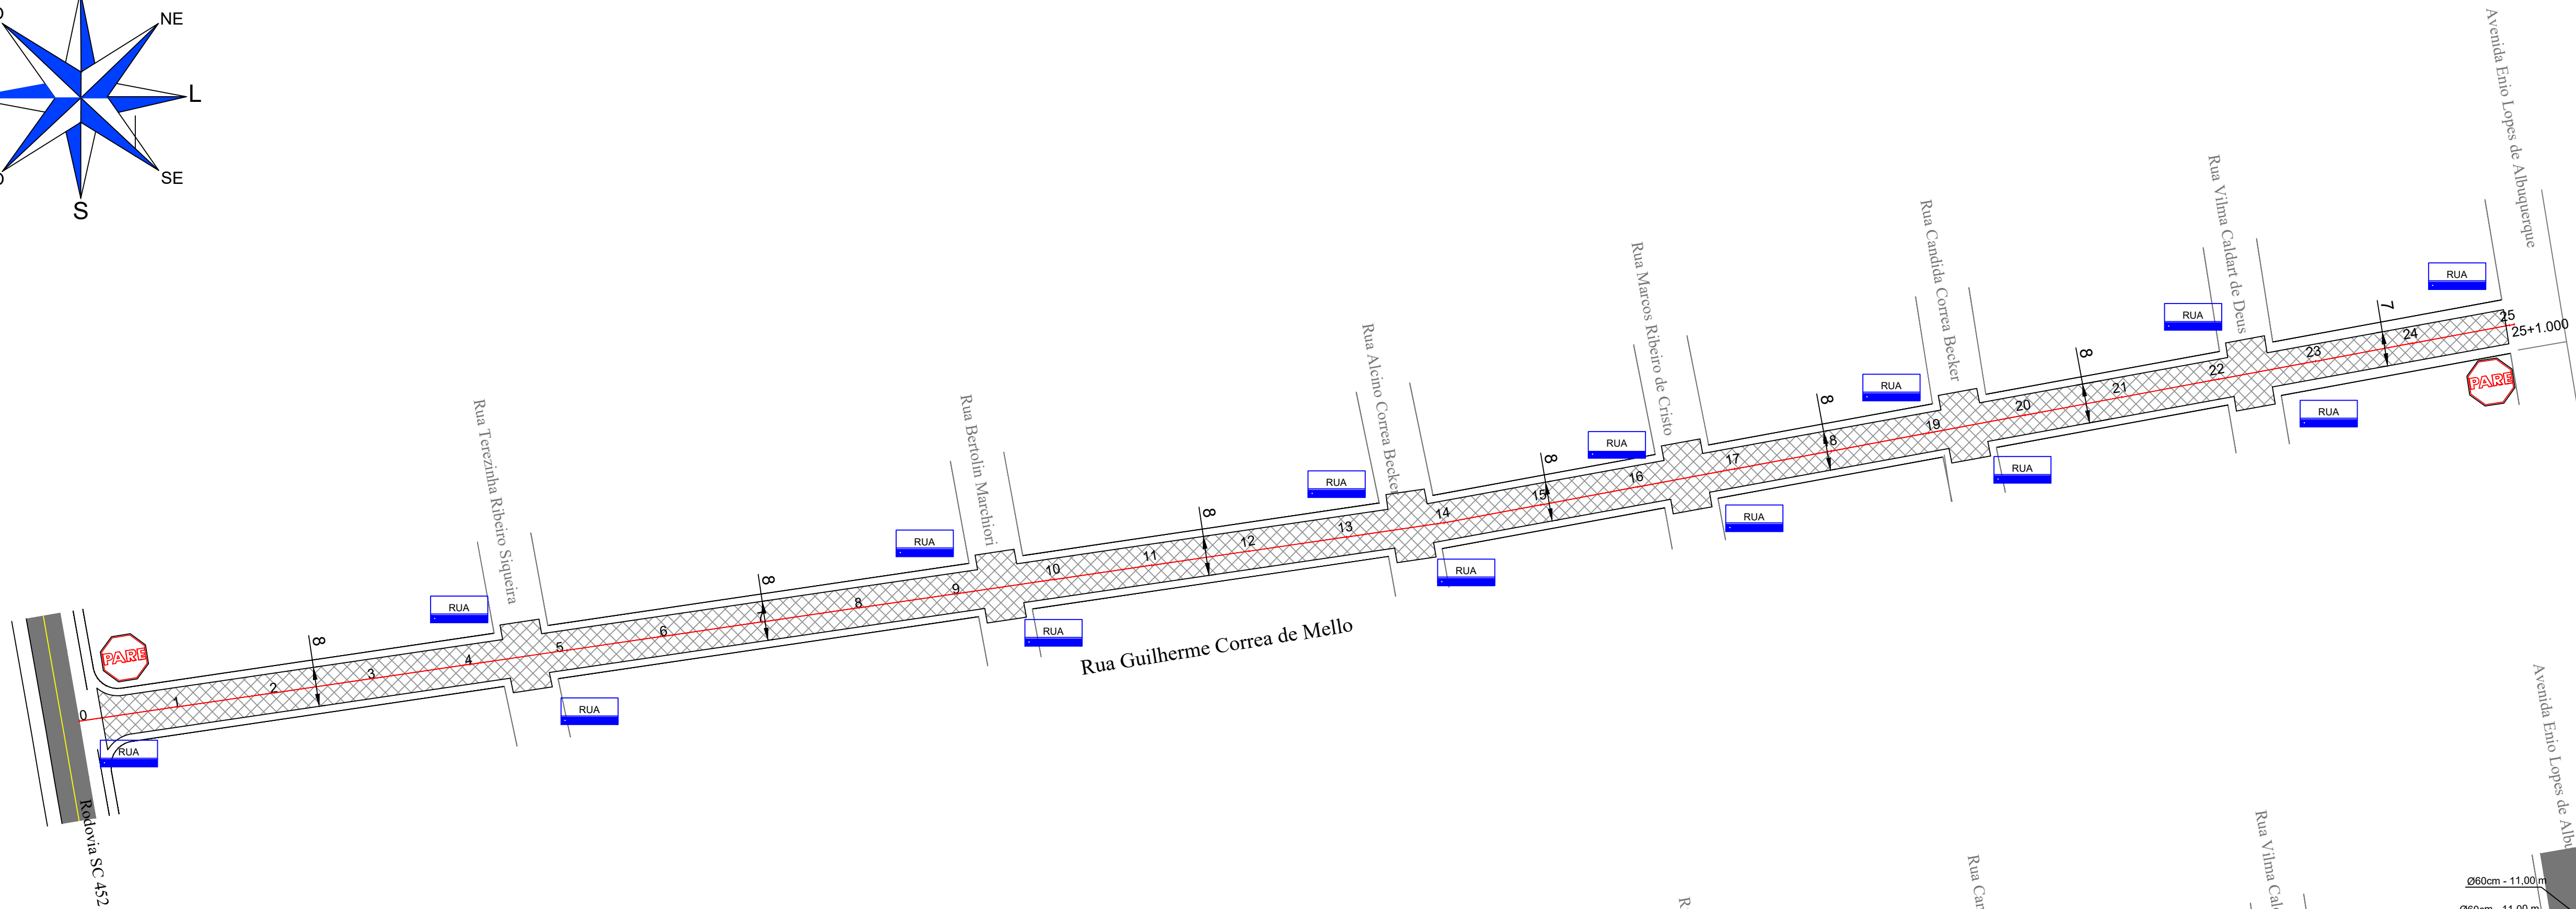 NE
L
SE
S
Avenida Enio Lopes de Albuquerque
Rua Vilma Caldart de Deus
Rua Candida Correa Becker
Rua Marcos Ribeiro de Cristo
Rua Alcino Correa Becker
Rua Bertolin Marchiori
Rua Terezinha Ribeiro Siqueira
RUA
RUA
RUA
RUA
RUA
RUA
RUA
RUA
RUA
RUA
RUA
RUA
RUA
RUA
PARE
PARE
0
1
2
3
4
5
6
7
8
9
10
11
12
13
14
15
16
17
18
19
20
21
22
23
24
25
25+1.000
8
8
8
8
8
8
7
Rua Guilherme Correa de Mello
Rodovia SC 452
Avenida Enio Lopes de Albu
Rua Vilma Cal
Rua Car
R
Ø60cm - 11,00 m
Ø60cm - 11,00 m